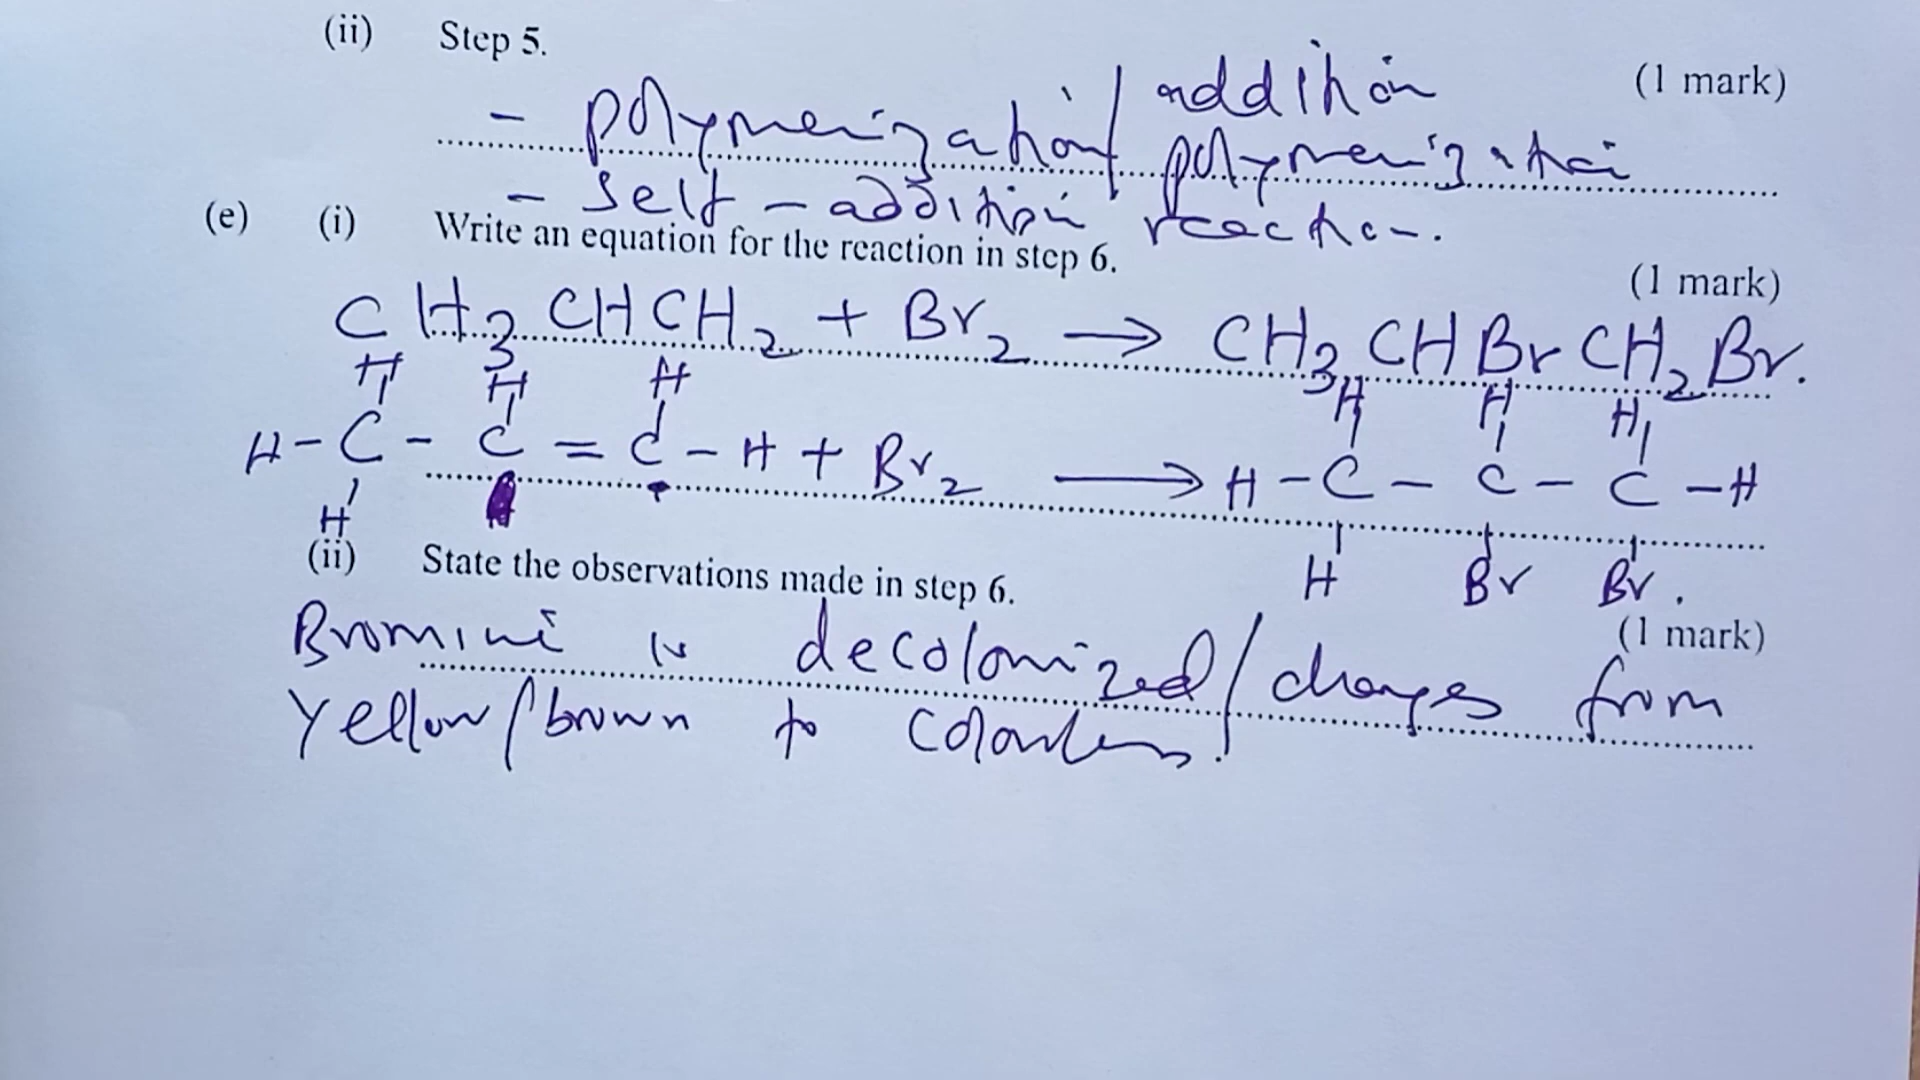 (ii) Step 5. (1 mark)
- polymerization/ addition polymerization
- self-addition reaction.
(e) (i) Write an equation for the reaction in step 6. (1 mark)
CH3CHCH2 + Br2 → CH3CHBrCH2Br.
H H H H H H
H-C-C=C-H + Br2 → H-C-C-C-H
H H Br Br.
(ii) State the observations made in step 6. (1 mark)
Bromine is decolorized/changes from
yellow/brown to colourless.